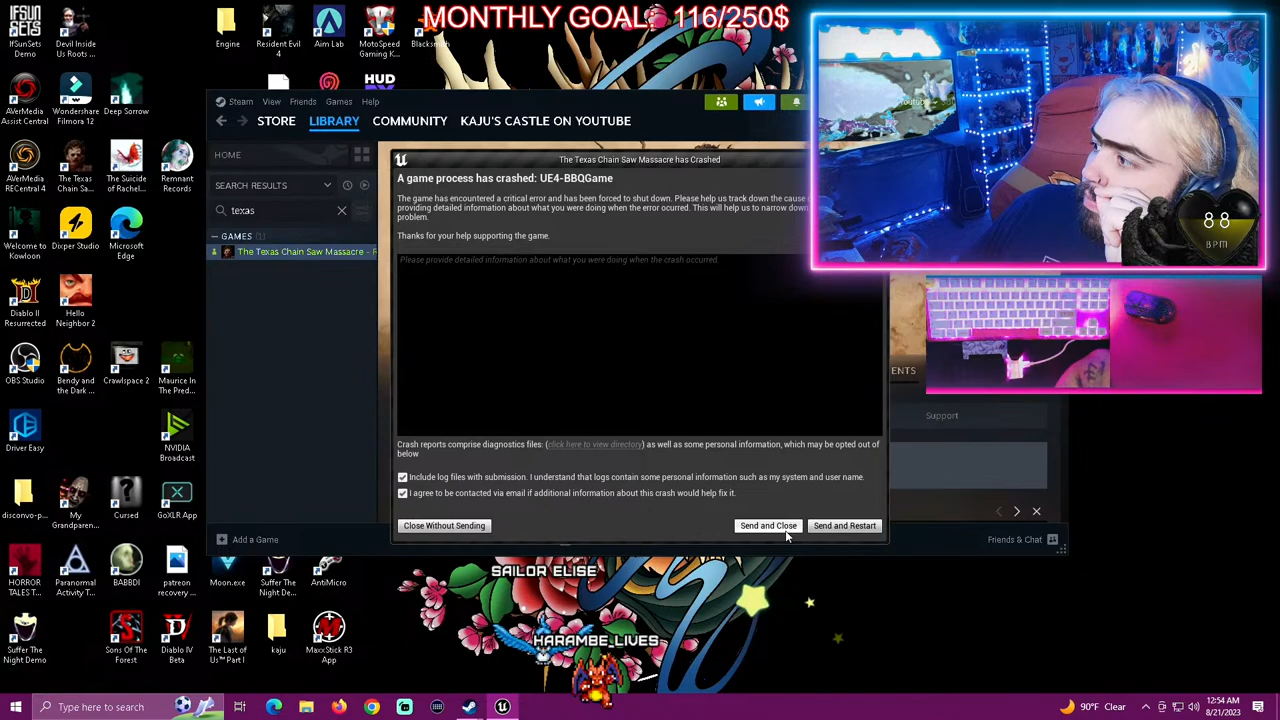 MONTHLY GOAL: 116/250$
IfSunSets Demo
Devil Inside Us Roots ...
Engine
Resident Evil 4
Aim Lab
MotoSpeed Gaming K...
Blacksmith
AVerMedia Assist Central
Wondershare Filmora 12
Deep Sorrow
HUD
AVerMedia RECentral 4
The Texas Chain Sa...
The Suicide of Rachel...
Remnant Records
Welcome to Kowloon
Dixper Studio
Microsoft Edge
Diablo II Resurrected
Hello Neighbor 2
OBS Studio
Bendy and the Dark ...
Crawlspace 2
Maurice In The Pred...
Driver Easy
NVIDIA Broadcast
disconvo-p...
My Grandparen...
Cursed
GoXLR App
HORROR TALES T...
Paranormal Activity T...
BABBDI
patreon recovery ...
Moon.exe
Suffer The Night De...
AntiMicro
Suffer The Night Demo
Sons Of The Forest
Diablo IV Beta
The Last of Us™ Part I
kaju
MaxxStick R3 App
Steam
View
Friends
Games
Help
STORE
LIBRARY
COMMUNITY
KAJU'S CASTLE ON YOUTUBE
HOME
SEARCH RESULTS
texas
GAMES (1)
The Texas Chain Saw Massacre - R
The Texas Chain Saw Massacre has Crashed
A game process has crashed: UE4-BBQGame
The game has encountered a critical error and has been forced to shut down. Please help us track down the cause
providing detailed information about what you were doing when the error ocurred. This will help us to narrow down
problem.
Thanks for your help supporting the game.
Please provide detailed information about what you were doing when the crash occurred.
Crash reports comprise diagnostics files: (click here to view directory) as well as some personal information, which may be opted out of
below
Include log files with submission. I understand that logs contain some personal information such as my system and user name.
I agree to be contacted via email if additional information about this crash would help fix it.
Close Without Sending
Send and Close
Send and Restart
ENTS
Support
Add a Game
Friends & Chat
88
BPM
SAILOR ELISE
HARAMBE_LIVES
Type here to search
90°F Clear
12:54 AM
8/21/2023